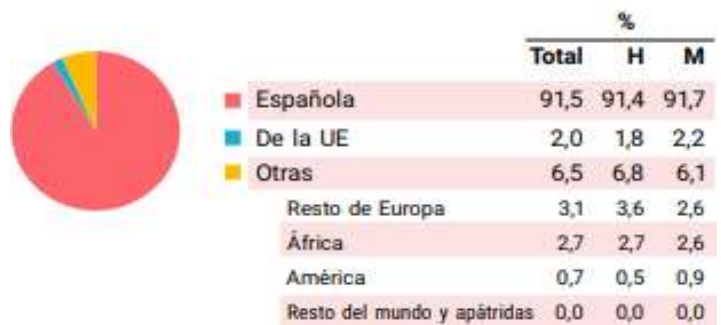 %
Total H M
Española 91,5 91,4 91,7
De la UE 2,0 1,8 2,2
Otras 6,5 6,8 6,1
Resto de Europa 3,1 3,6 2,6
África 2,7 2,7 2,6
América 0,7 0,5 0,9
Resto del mundo y apátridas 0,0 0,0 0,0